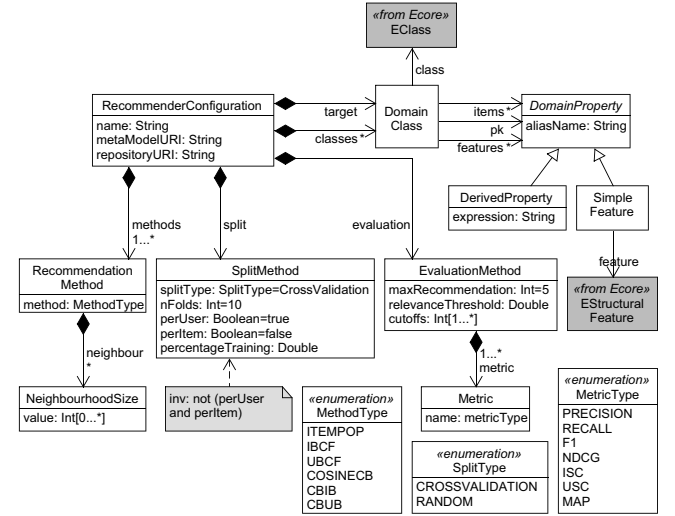 «from Ecore»
EClass
class
RecommenderConfiguration
name: String
metaModelURI: String
repositoryURI: String
target
classes *
Domain
Class
items *
pk
features *
DomainProperty
aliasName: String
DerivedProperty
expression: String
Simple
Feature
feature
«from Ecore»
EStructural
Feature
methods
1...*
split
evaluation
Recommendation
Method
method: MethodType
SplitMethod
splitType: SplitType=CrossValidation
nFolds: Int=10
perUser: Boolean=true
perItem: Boolean=false
percentageTraining: Double
EvaluationMethod
maxRecommendation: Int=5
relevanceThreshold: Double
cutoffs: Int[1...*]
neighbour
*
1...*
metric
NeighbourhoodSize
value: Int[0...*]
inv: not (perUser
and perItem)
«enumeration»
MethodType
ITEMPOP
IBCF
UBCF
COSINECB
CBIB
CBUB
Metric
name: metricType
«enumeration»
SplitType
CROSSVALIDATION
RANDOM
«enumeration»
MetricType
PRECISION
RECALL
F1
NDCG
ISC
USC
MAP